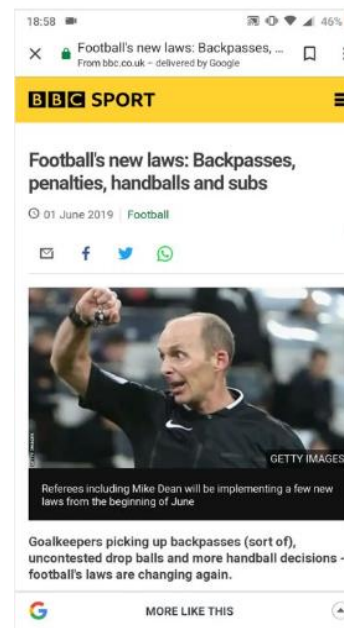 18:58
46%
Football's new laws: Backpasses, ...
From bbc.co.uk – delivered by Google
BBC SPORT
Football's new laws: Backpasses,
penalties, handballs and subs
01 June 2019 Football
GETTY IMAGES
Referees including Mike Dean will be implementing a few new
laws from the beginning of June
Goalkeepers picking up backpasses (sort of),
uncontested drop balls and more handball decisions -
football's laws are changing again.
MORE LIKE THIS